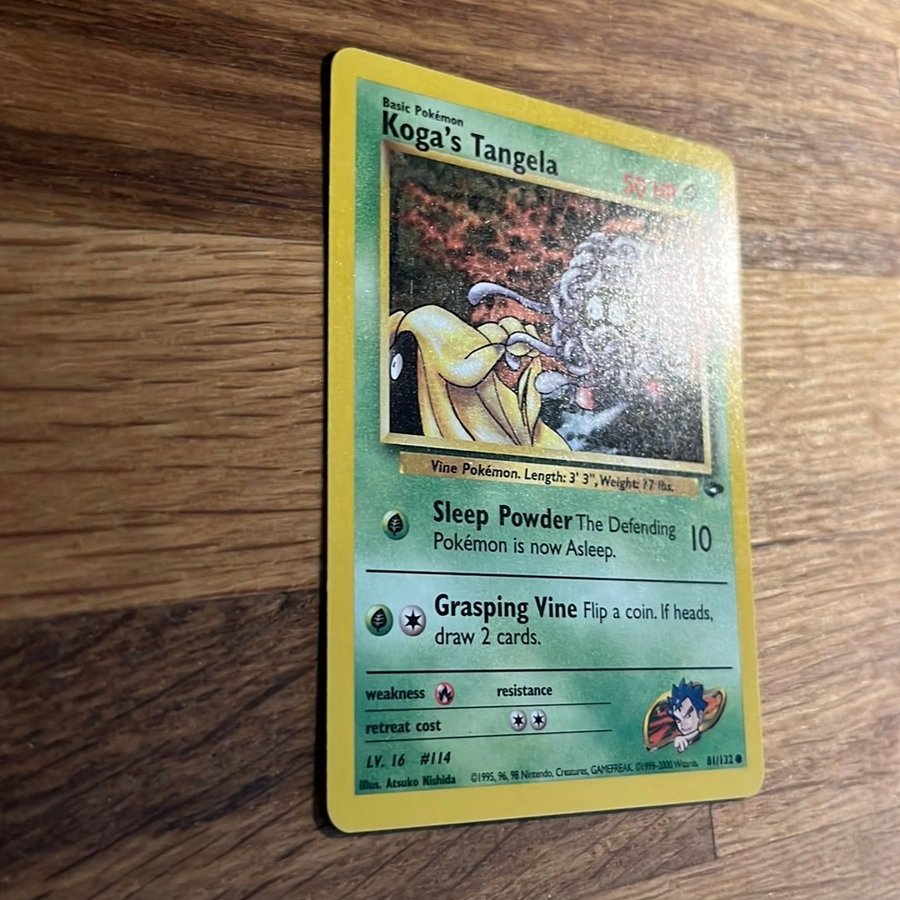 Basic Pokémon
Koga's Tangela
50 HP
Vine Pokémon. Length: 3' 3", Weight: 77 lbs.
Sleep Powder The Defending
Pokémon is now Asleep.
10
Grasping Vine Flip a coin. If heads,
draw 2 cards.
weakness resistance
retreat cost
LV. 16 #114
Illus. Atsuko Nishida
©1995, 96, 98 Nintendo, Creatures, GAMEFREAK. ©1999-2000 Wizards.
81/132